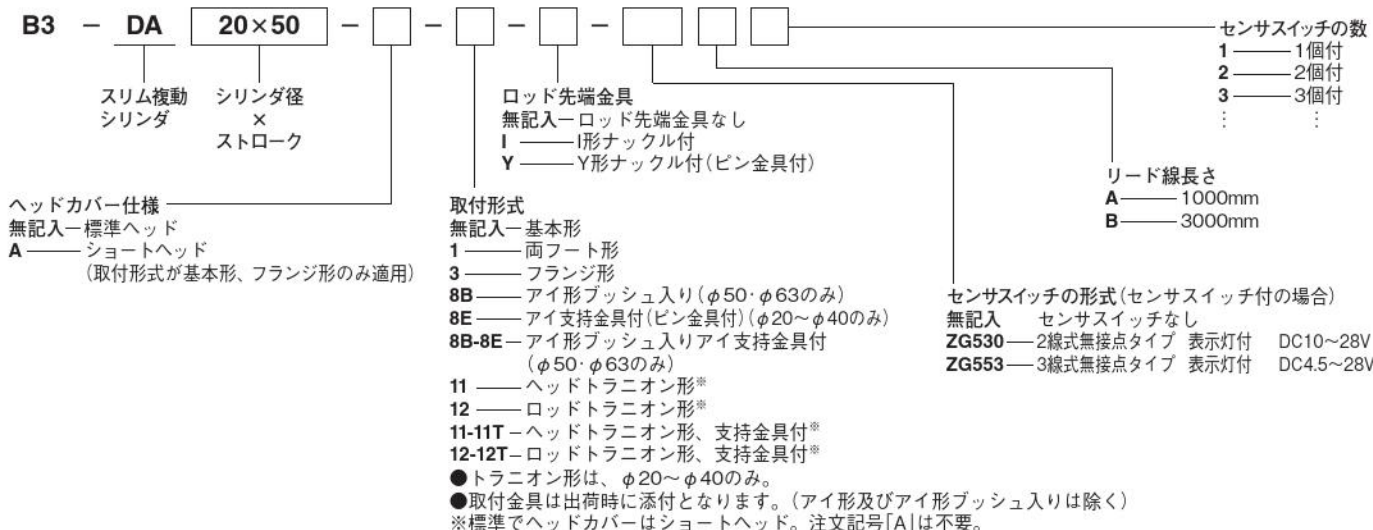 B3 － DA 20×50 － □ － □ － □ － □ □ □
センサスイッチの数
1 ── 1個付
2 ── 2個付
3 ── 3個付
⋮ ⋮
スリム複動
シリンダ
シリンダ径
×
ストローク
ロッド先端金具
無記入─ロッド先端金具なし
I ── I形ナックル付
Y ── Y形ナックル付(ピン金具付)
リード線長さ
A ── 1000mm
B ── 3000mm
ヘッドカバー仕様
無記入─標準ヘッド
A ── ショートヘッド
(取付形式が基本形、フランジ形のみ適用)
取付形式
無記入─基本形
1 ── 両フート形
3 ── フランジ形
8B ── アイ形ブッシュ入り(φ50・φ63のみ)
8E ── アイ支持金具付(ピン金具付)(φ20〜φ40のみ)
8B-8E ─ アイ形ブッシュ入りアイ支持金具付
(φ50・φ63のみ)
11 ── ヘッドトラニオン形※
12 ── ロッドトラニオン形※
11-11T ─ ヘッドトラニオン形、支持金具付※
12-12T ─ ロッドトラニオン形、支持金具付※
●トラニオン形は、φ20〜φ40のみ。
●取付金具は出荷時に添付となります。(アイ形及びアイ形ブッシュ入りは除く)
※標準でヘッドカバーはショートヘッド。注文記号「A」は不要。
センサスイッチの形式(センサスイッチ付の場合)
無記入 センサスイッチなし
ZG530 ── 2線式無接点タイプ 表示灯付 DC10〜28V
ZG553 ── 3線式無接点タイプ 表示灯付 DC4.5〜28V